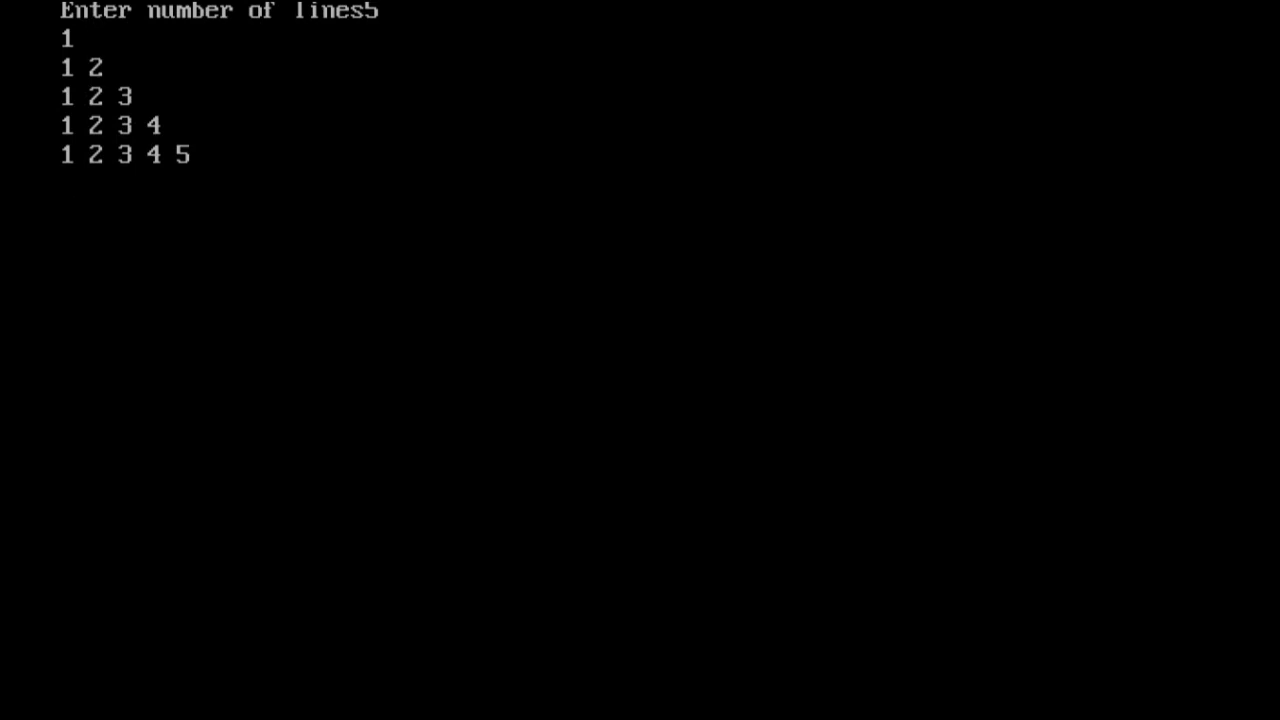 Enter number of lines5
1
1 2
1 2 3
1 2 3 4
1 2 3 4 5